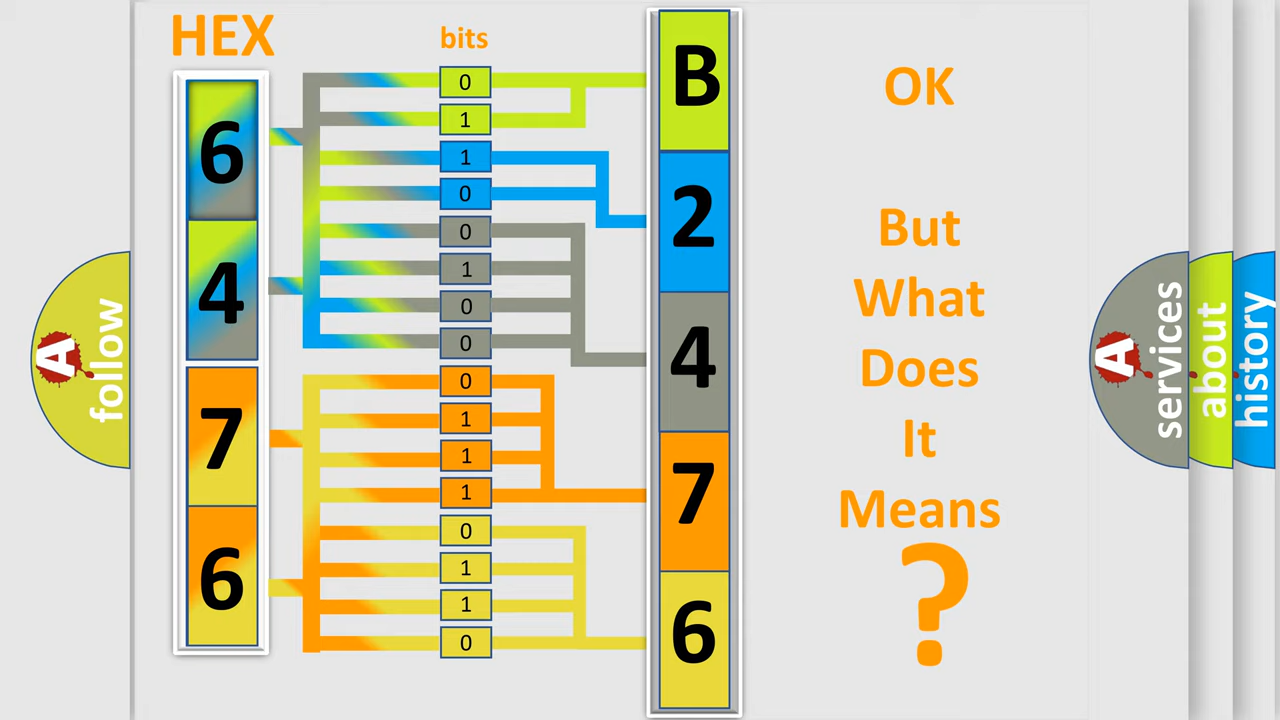 HEX
bits
6
4
7
6
0
1
1
0
0
1
0
0
0
1
1
1
0
1
1
0
B
2
4
7
6
OK
But
What
Does
It
Means
?
A
follow
A
services
about
history